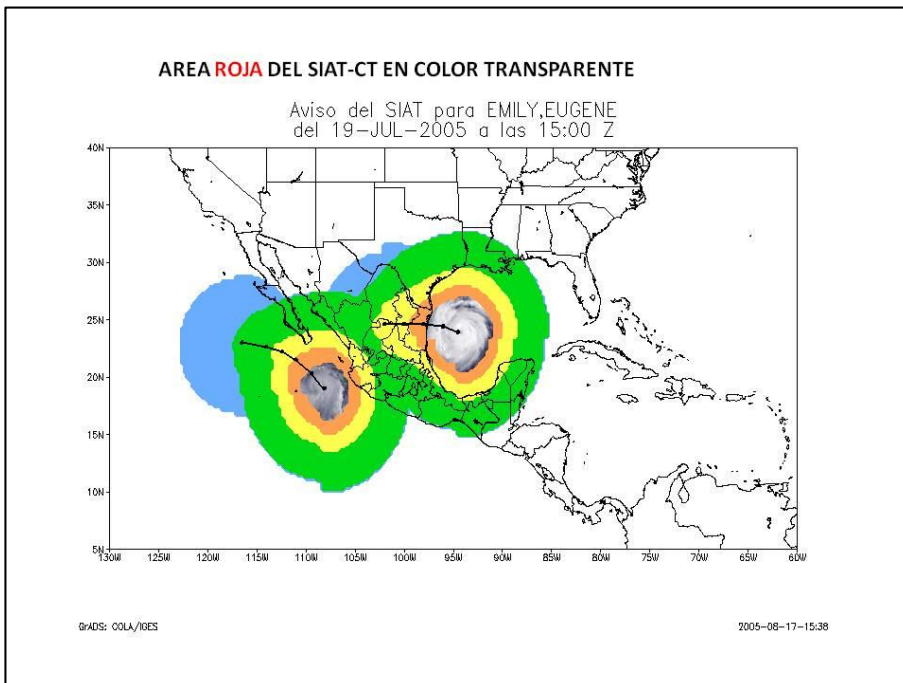 AREA ROJA DEL SIAT-CT EN COLOR TRANSPARENTE
Aviso del SIAT para EMILY,EUGENE
del 19-JUL-2005 a las 15:00 Z
40N
35N
30N
25N
20N
15N
10N
5N
130W 125W 120W 115W 110W 105W 100W 95W 90W 85W 80W 75W 70W 65W 60W
GrADS: COLA/IGES
2005-08-17-15:38